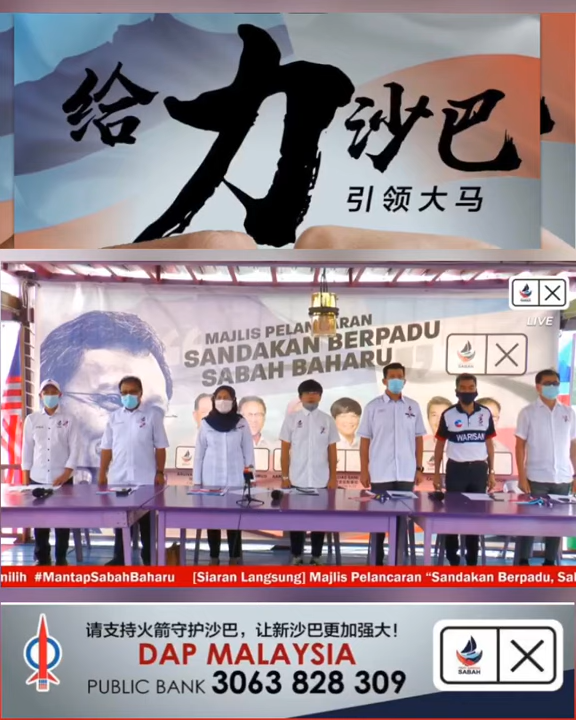 给力沙巴
引领大马
LIVE
MAJLIS PELANCARAN
SANDAKAN BERPADU
SABAH BAHARU
WARISAN
milih #MantapSabahBaharu [Siaran Langsung] Majlis Pelancaran “Sandakan Berpadu, Sa
请支持火箭守护沙巴，让新沙巴更加强大！
DAP MALAYSIA
PUBLIC BANK 3063 828 309
SABAH